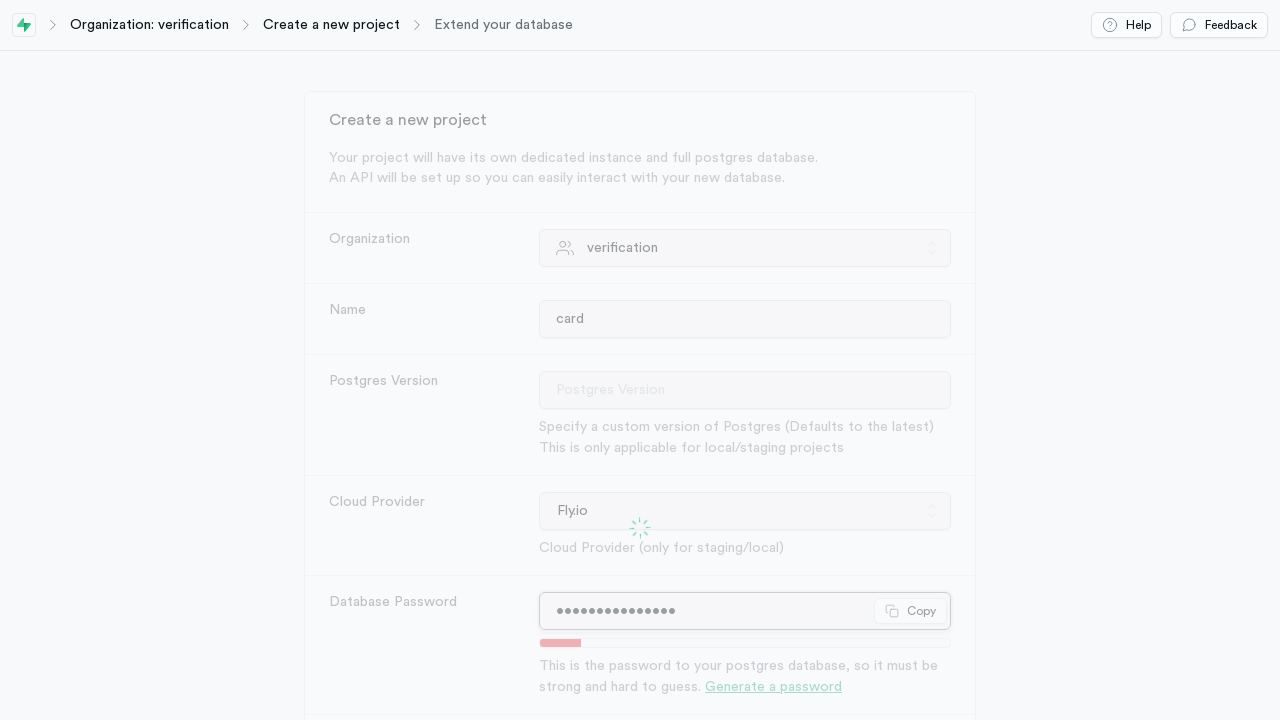 Organization: verification
Create a new project
Extend your database
Help
Feedback
Create a new project
Your project will have its own dedicated instance and full postgres database.
An API will be set up so you can easily interact with your new database.
Organization
verification
Name
card
Postgres Version
Postgres Version
Specify a custom version of Postgres (Defaults to the latest)
This is only applicable for local/staging projects
Cloud Provider
Fly.io
Cloud Provider (only for staging/local)
Database Password
•••••••••••••••
Copy
This is the password to your postgres database, so it must be
strong and hard to guess. Generate a password